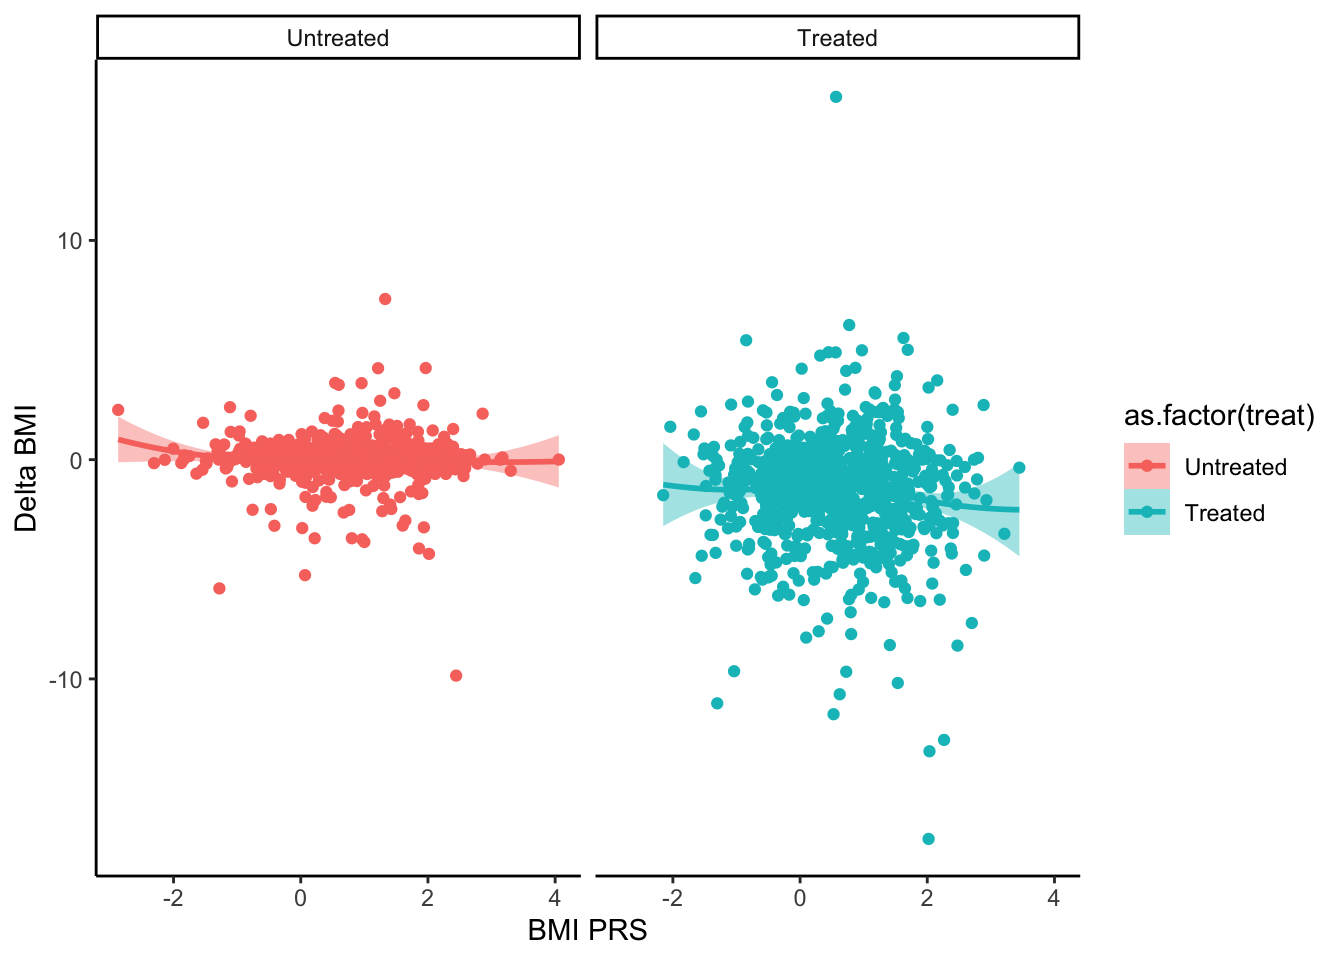 Untreated
Treated
Delta BMI
10
0
-10
-2 0 2 4
-2 0 2 4
BMI PRS
as.factor(treat)
Untreated
Treated